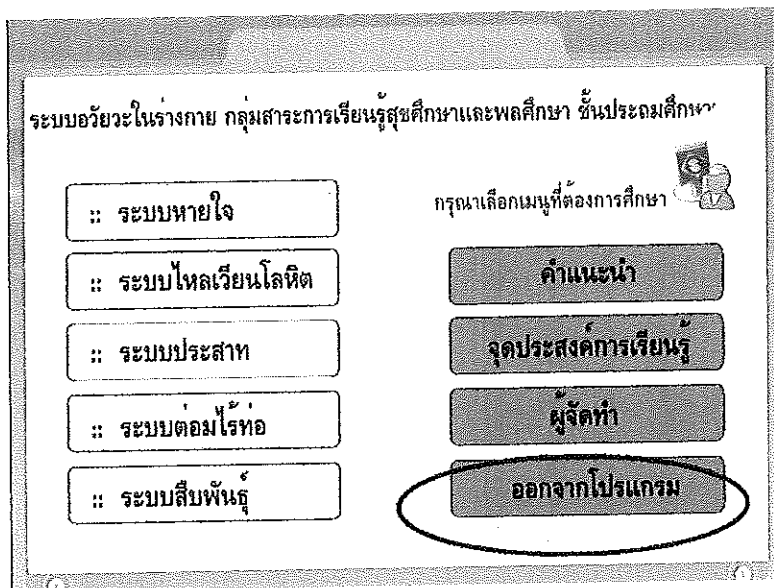 ระบบอวัยวะในร่างกาย กลุ่มสาระการเรียนรู้สุขศึกษาและพลศึกษา ชั้นประถมศึกษา
กรุณาเลือกเมนูที่ต้องการศึกษา
:: ระบบหายใจ
:: ระบบไหลเวียนโลหิต
:: ระบบประสาท
:: ระบบต่อมไร้ท่อ
:: ระบบสืบพันธุ์
คำแนะนำ
จุดประสงค์การเรียนรู้
ผู้จัดทำ
ออกจากโปรแกรม